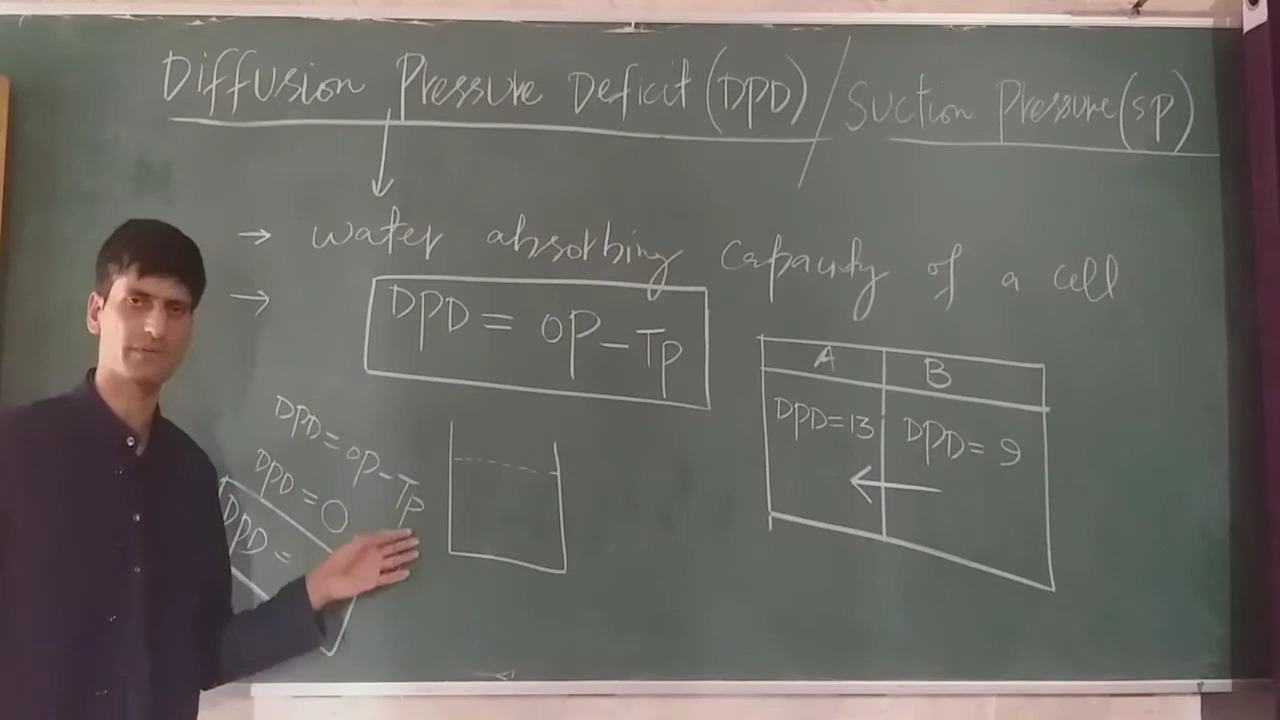 Diffusion Pressure Deficit (DPD) / Suction Pressure (SP)
→ water absorbing capacity of a cell
→ DPD = OP - TP
A B
DPD = 13 DPD = 9
DPD = OP - TP
DPD = 0
DPD =